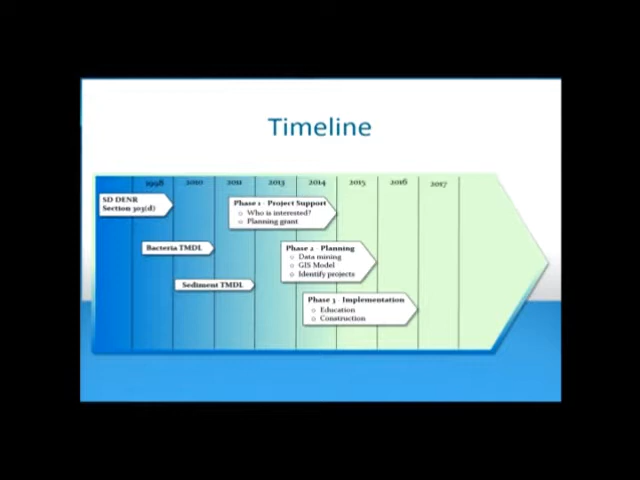 Timeline
1998 2010 2011 2013 2014 2015 2016 2017
SD DENR
Section 303(d)
Phase 1 - Project Support
o Who is interested?
o Planning grant
Bacteria TMDL
Phase 2 - Planning
o Data mining
o GIS Model
o Identify projects
Sediment TMDL
Phase 3 - Implementation
o Education
o Construction